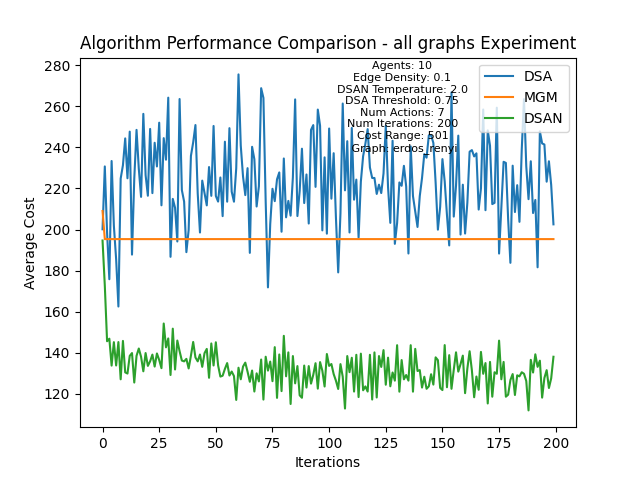 Algorithm Performance Comparison - all graphs Experiment
Agents: 10
Edge Density: 0.1
DSAN Temperature: 2.0
DSA Threshold: 0.75
Num Actions: 7
Num Iterations: 200
Cost Range: 501
Graph: renyi
DSA
MGM
DSAN
Average Cost
280
260
240
220
200
180
160
140
120
0
25
50
75
100
125
150
175
200
Iterations